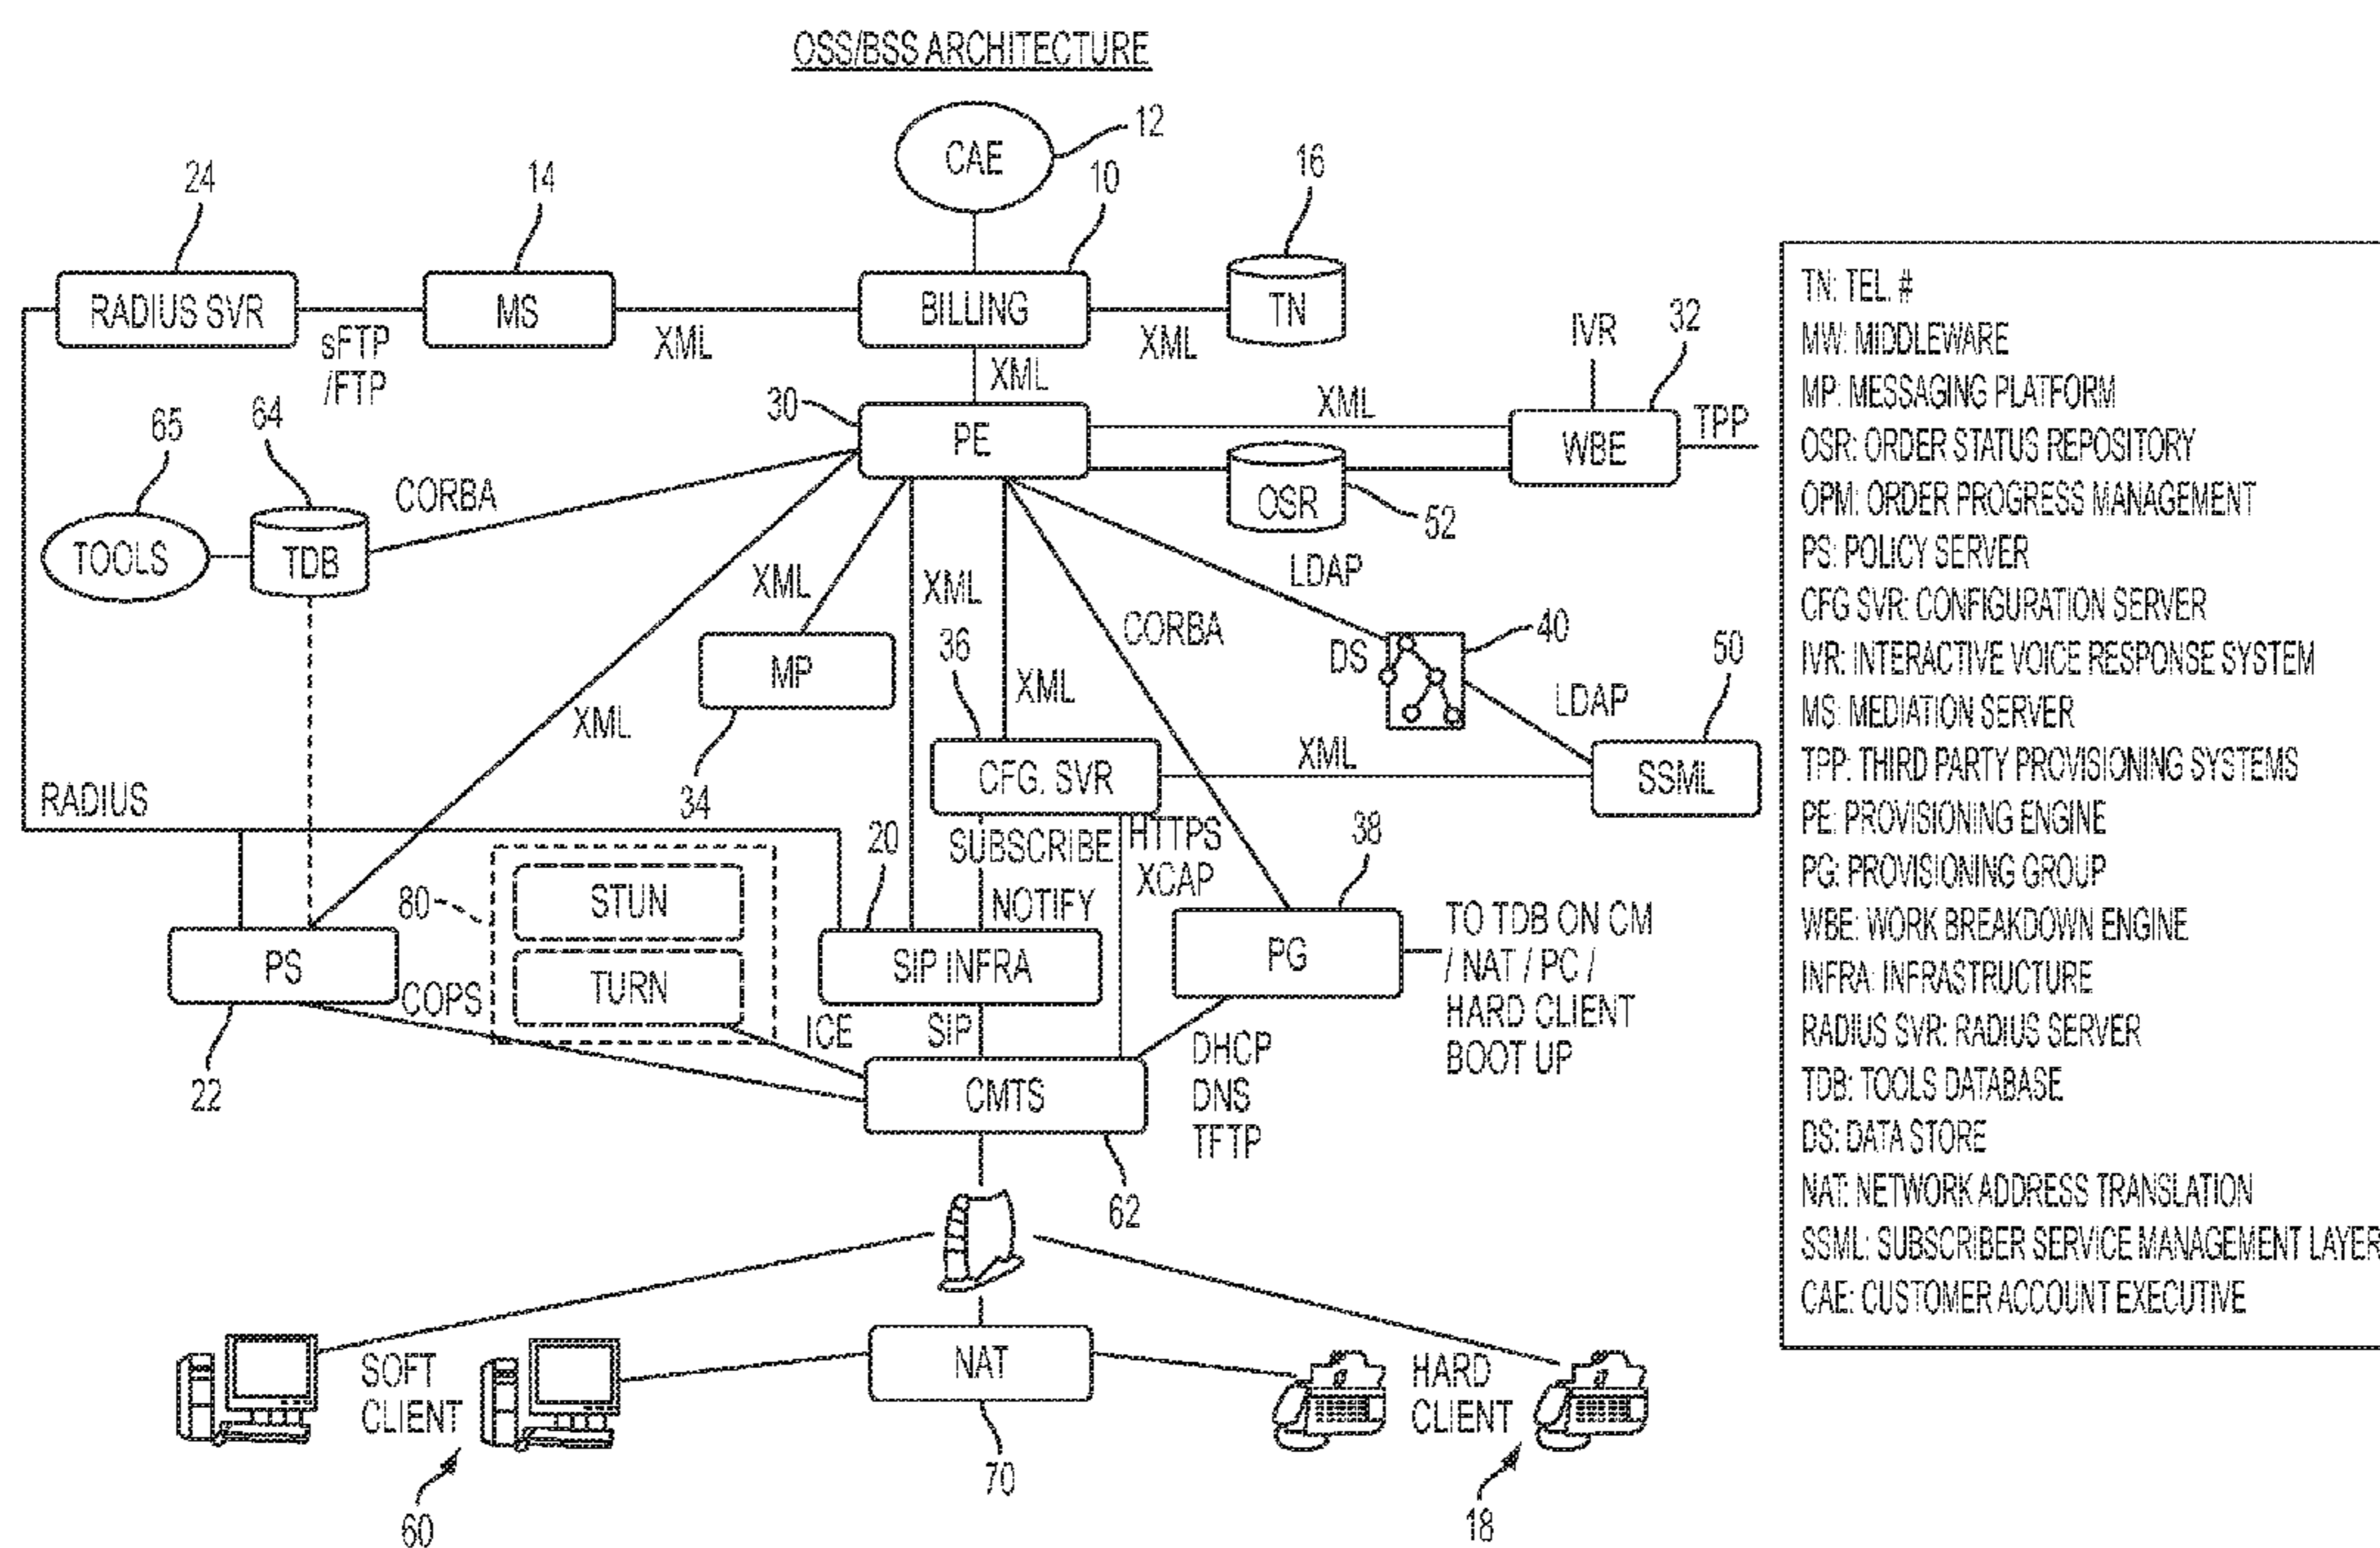 OSS/BSS ARCHITECTURE
CAE
12
24
14
10
16
RADIUS SVR
sFTP
/FTP
MS
XML
BILLING
XML
TN
XML
IVR
32
30
PE
XML
WBE
TPP
OSR
52
65
64
TOOLS
TDB
CORBA
XML
MP
34
XML
XML
36
XML
CORBA
LDAP
DS
40
LDAP
50
CFG. SVR
XML
SSML
RADIUS
SUBSCRIBE
NOTIFY
HTTPS
XCAP
20
38
80
STUN
TURN
PS
22
COPS
ICE
SIP INFRA
SIP
PG
TO TDB ON CM
/ NAT / PC /
HARD CLIENT
BOOT UP
CMTS
62
DHCP
DNS
TFTP
SOFT
CLIENT
60
NAT
70
HARD
CLIENT
18
TN: TEL. #
MW: MIDDLEWARE
MP: MESSAGING PLATFORM
OSR: ORDER STATUS REPOSITORY
OPM: ORDER PROGRESS MANAGEMENT
PS: POLICY SERVER
CFG SVR: CONFIGURATION SERVER
IVR: INTERACTIVE VOICE RESPONSE SYSTEM
MS: MEDIATION SERVER
TPP: THIRD PARTY PROVISIONING SYSTEMS
PE: PROVISIONING ENGINE
PG: PROVISIONING GROUP
WBE: WORK BREAKDOWN ENGINE
INFRA: INFRASTRUCTURE
RADIUS SVR: RADIUS SERVER
TDB: TOOLS DATABASE
DS: DATA STORE
NAT: NETWORK ADDRESS TRANSLATION
SSML: SUBSCRIBER SERVICE MANAGEMENT LAYER
CAE: CUSTOMER ACCOUNT EXECUTIVE